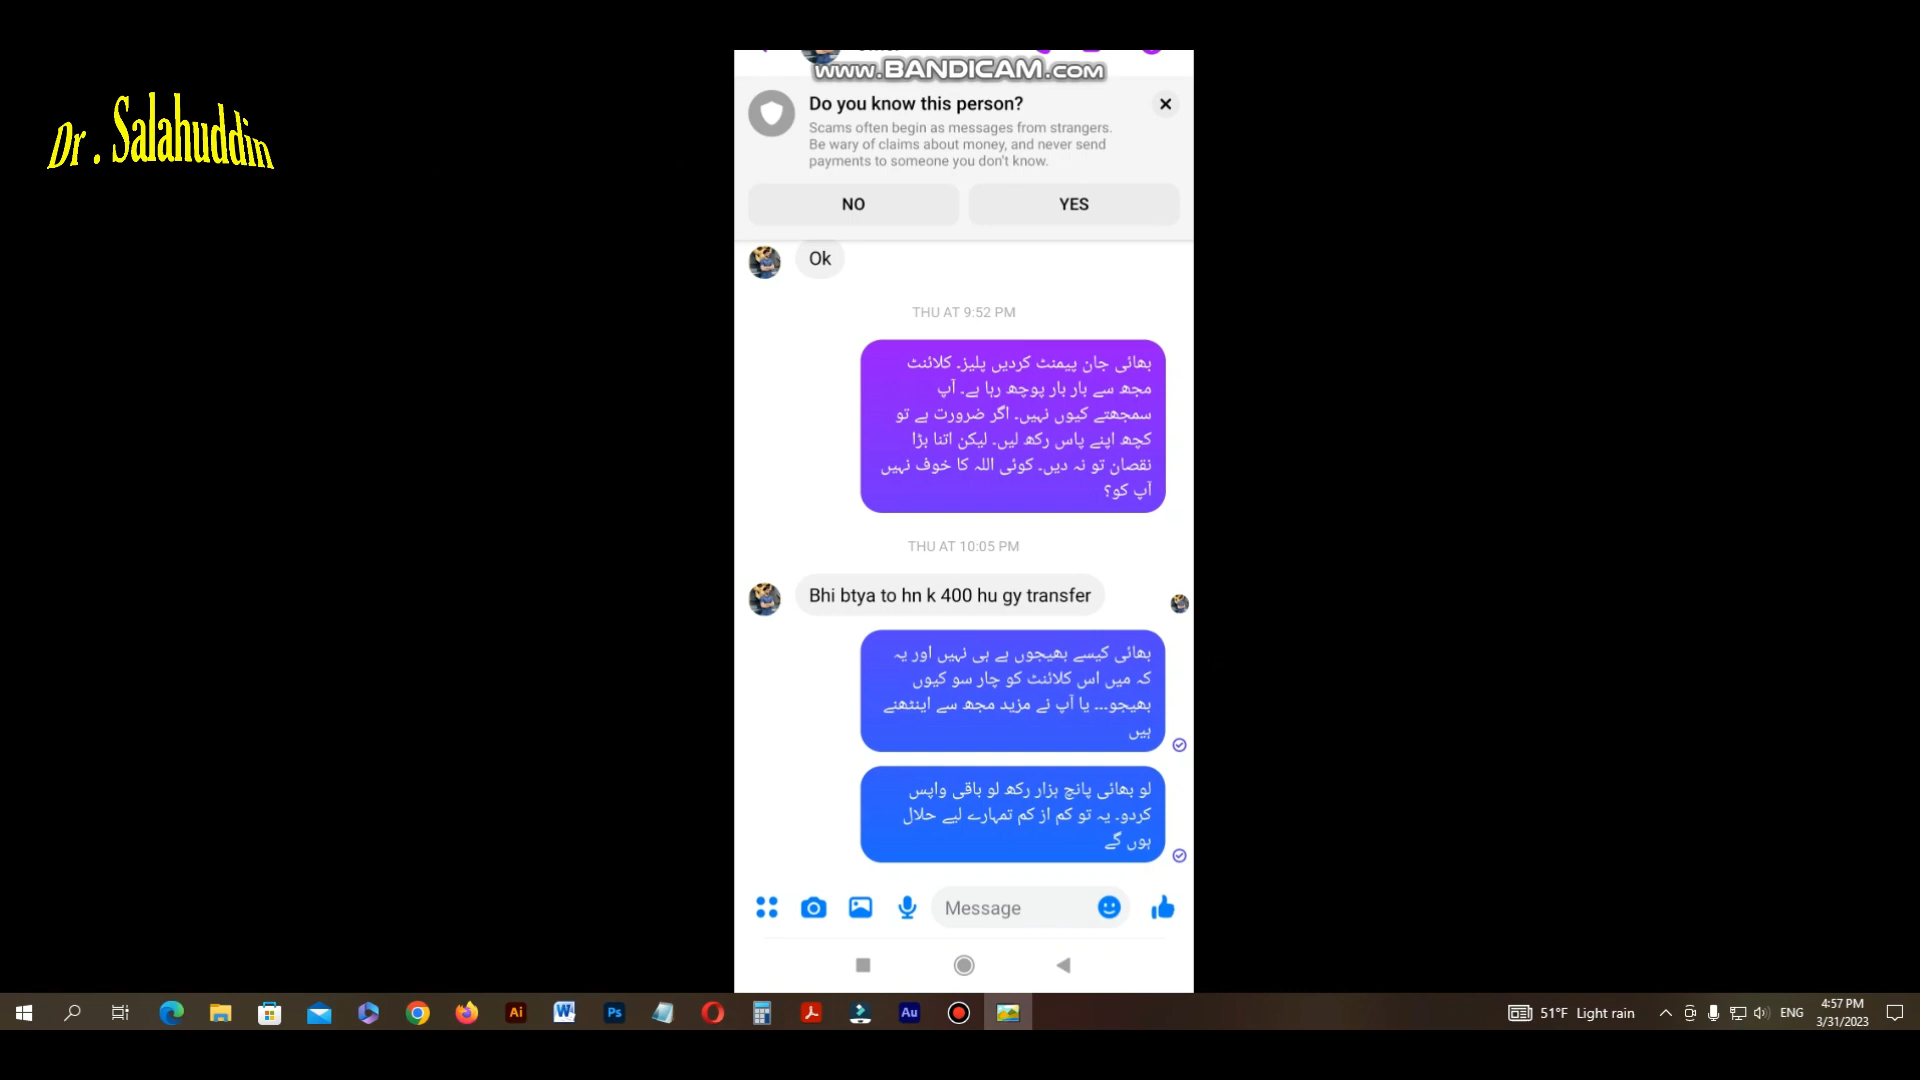 www.BANDICAM.com
Dr . Salahuddin
Do you know this person?
Scams often begin as messages from strangers.
Be wary of claims about money, and never send
payments to someone you don't know.
NO
YES
Ok
THU AT 9:52 PM
بھائی جان پیمنٹ کردیں پلیز۔ کلائنٹ
مجھ سے بار بار پوچھ رہا ہے۔ آپ
سمجھتے کیوں نہیں۔ اگر ضرورت ہے تو
کچھ اپنے پاس رکھ لیں۔ لیکن اتنا بڑا
نقصان تو نہ دیں۔ کوئی اللہ کا خوف نہیں
آپ کو؟
THU AT 10:05 PM
Bhi btya to hn k 400 hu gy transfer
بھائی کیسے بھیجوں ہے ہی نہیں اور یہ
کہ میں اس کلائنٹ کو چار سو کیوں
بھیجو... یا آپ نے مزید مجھ سے اینٹھنے
ہیں
لو بھائی پانچ ہزار رکھ لو باقی واپس
کردو۔ یہ تو کم از کم تمہارے لیے حلال
ہوں گے
Message
Ai
W
Ps
Au
51°F Light rain
ENG
4:57 PM
3/31/2023